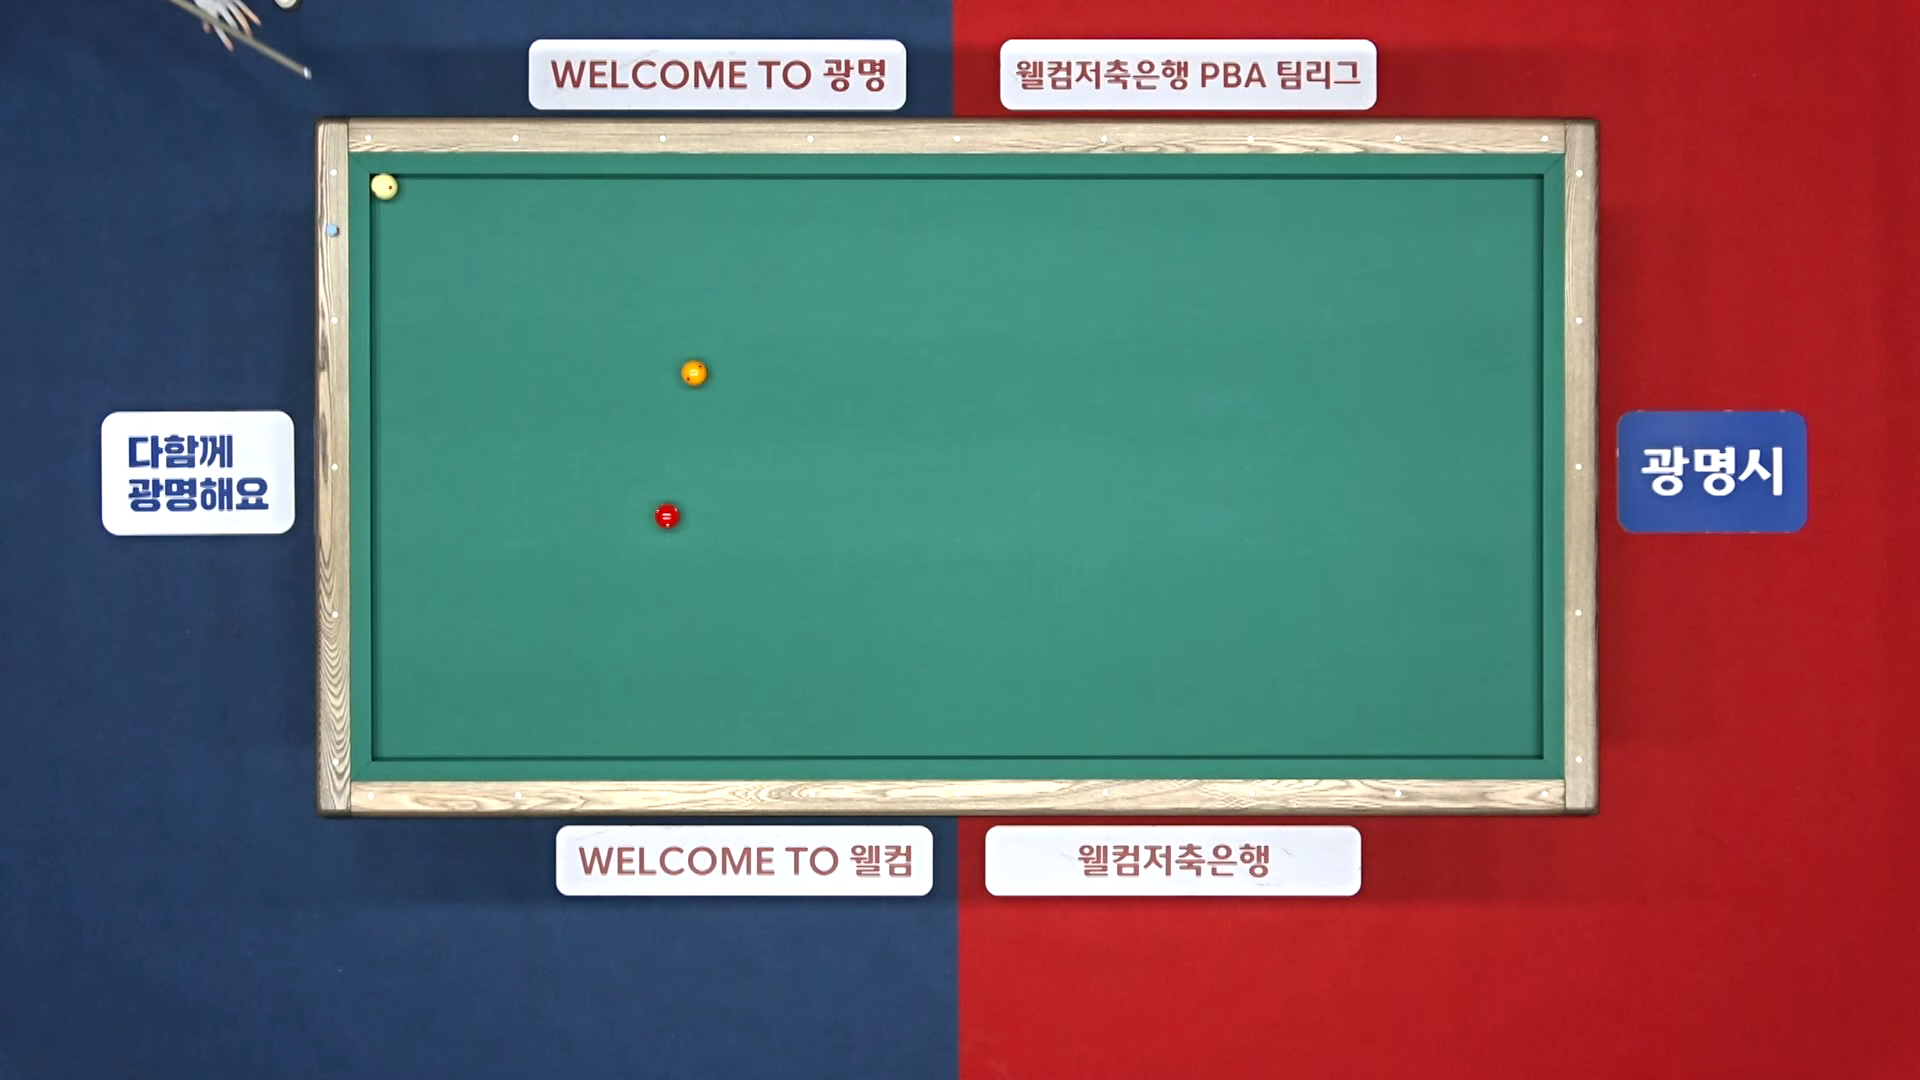 WELCOME TO 광명
웰컴저축은행 PBA 팀리그
다함께
광명해요
광명시
WELCOME TO 웰컴
웰컴저축은행